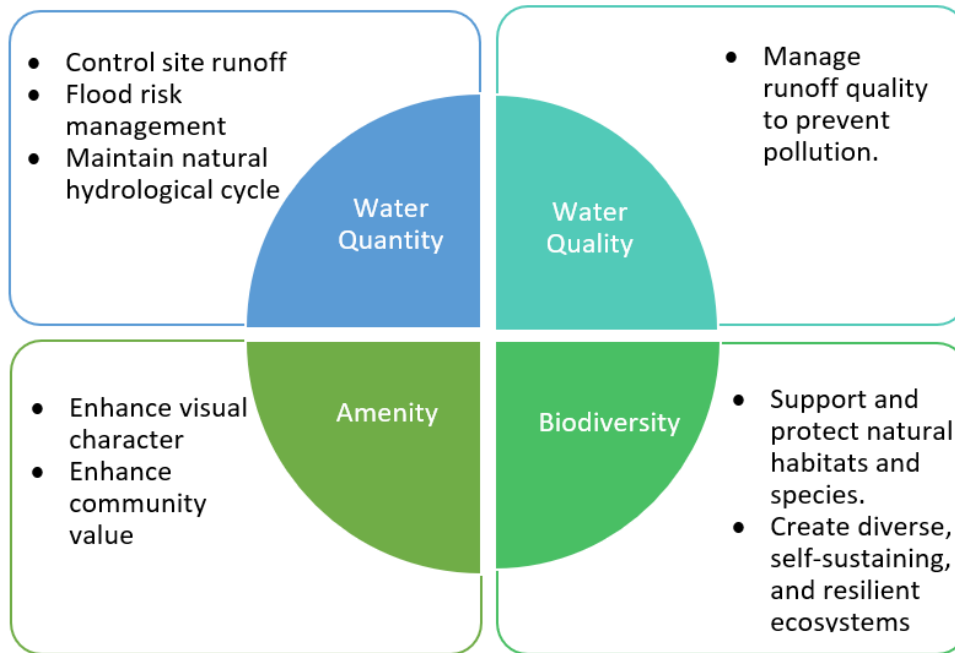 ● Control site runoff
● Flood risk
management
● Maintain natural
hydrological cycle
Water
Quantity
● Manage
runoff quality
to prevent
pollution.
Water
Quality
● Enhance visual
character
● Enhance
community
value
Amenity
Biodiversity
● Support and
protect natural
habitats and
species.
● Create diverse,
self-sustaining,
and resilient
ecosystems